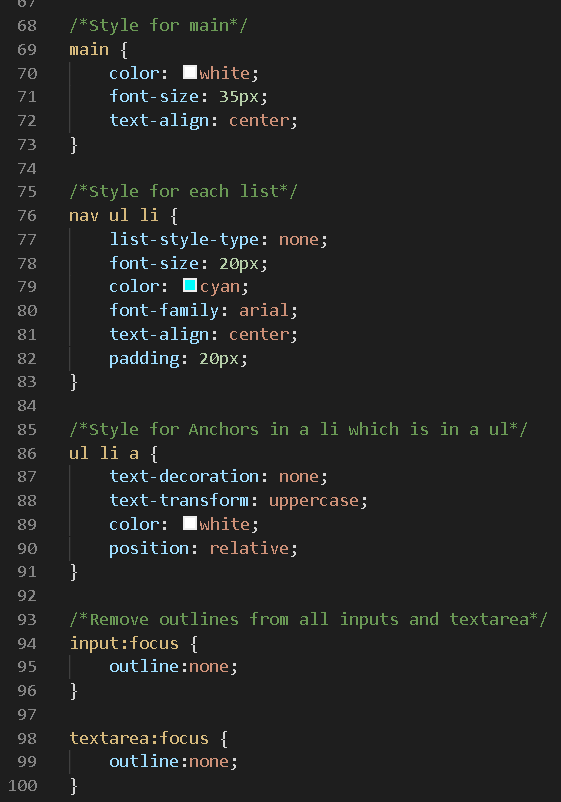 67
68 /*Style for main*/
69 main {
70 color: white;
71 font-size: 35px;
72 text-align: center;
73 }
74
75 /*Style for each list*/
76 nav ul li {
77 list-style-type: none;
78 font-size: 20px;
79 color: cyan;
80 font-family: arial;
81 text-align: center;
82 padding: 20px;
83 }
84
85 /*Style for Anchors in a li which is in a ul*/
86 ul li a {
87 text-decoration: none;
88 text-transform: uppercase;
89 color: white;
90 position: relative;
91 }
92
93 /*Remove outlines from all inputs and textarea*/
94 input:focus {
95 outline:none;
96 }
97
98 textarea:focus {
99 outline:none;
100 }